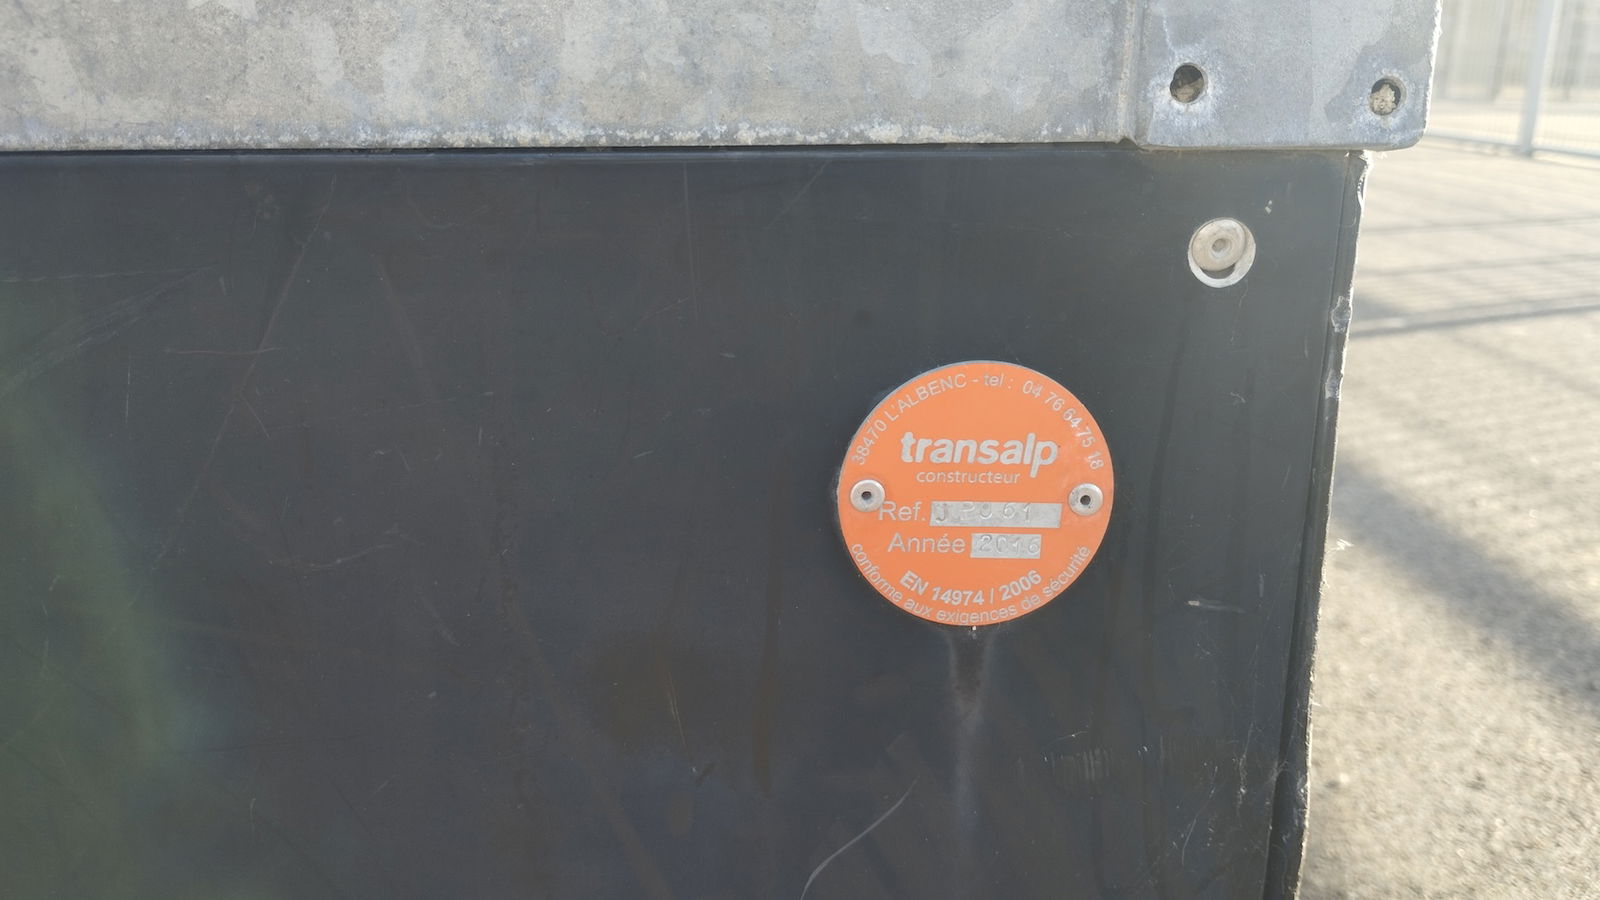 38470 L'ALBENC - tel : 04 76 64 75 18
transalp
constructeur
Ref. JP961
Année 2016
EN 14974 / 2006
conforme aux exigences de sécurité